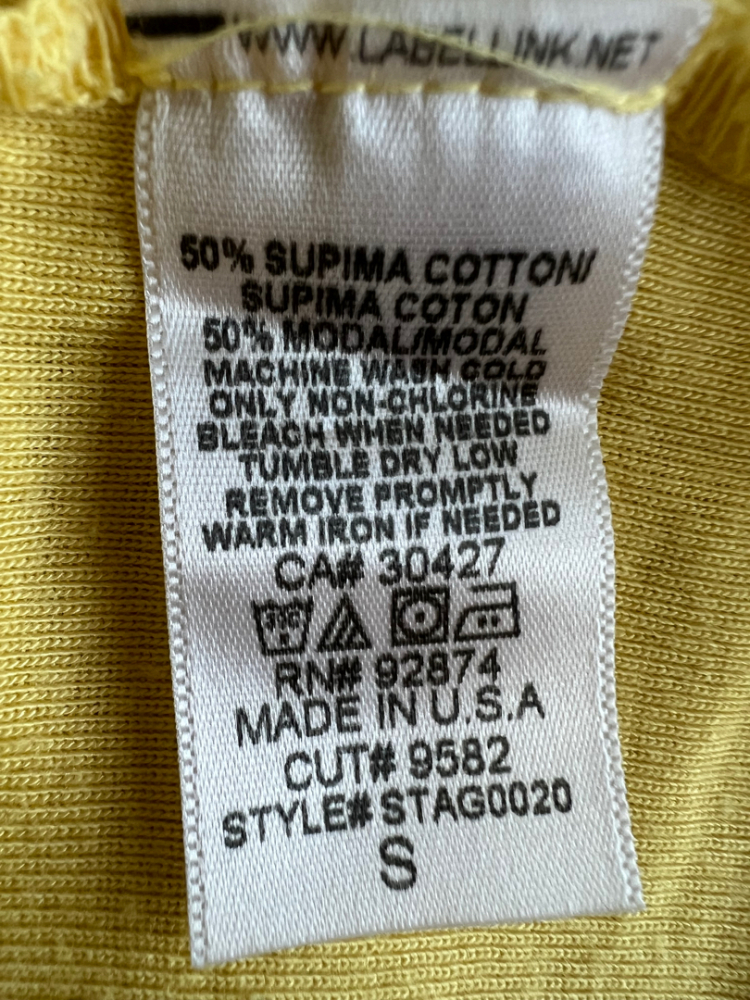 WWW.LABELLINK.NET
50% SUPIMA COTTON/
SUPIMA COTON
50% MODAL/MODAL
MACHINE WASH COLD
ONLY NON-CHLORINE
BLEACH WHEN NEEDED
TUMBLE DRY LOW
REMOVE PROMPTLY
WARM IRON IF NEEDED
CA# 30427
RN# 92874
MADE IN U.S.A
CUT# 9582
STYLE# STAG0020
S